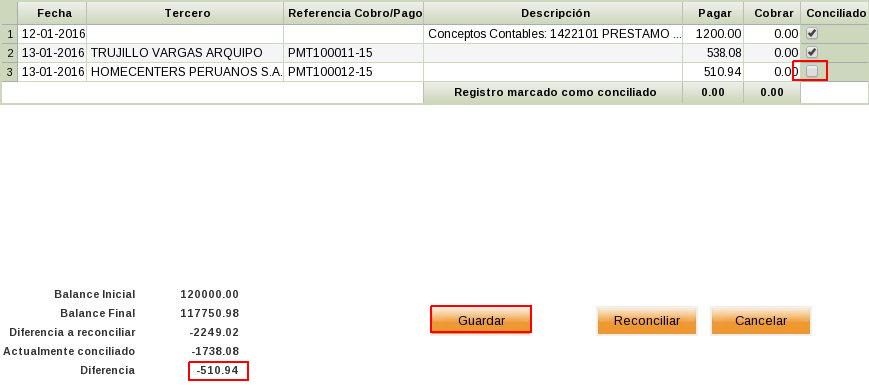 Fecha Tercero Referencia Cobro/Pago Descripción Pagar Cobrar Conciliado
1 12-01-2016 Conceptos Contables: 1422101 PRESTAMO ... 1200.00 0.00
2 13-01-2016 TRUJILLO VARGAS ARQUIPO PMT100011-15 538.08 0.00
3 13-01-2016 HOMECENTERS PERUANOS S.A. PMT100012-15 510.94 0.00
Registro marcado como conciliado 0.00 0.00
Balance Inicial 120000.00
Balance Final 117750.98
Diferencia a reconciliar -2249.02
Actualmente conciliado -1738.08
Diferencia -510.94
Guardar Reconciliar Cancelar